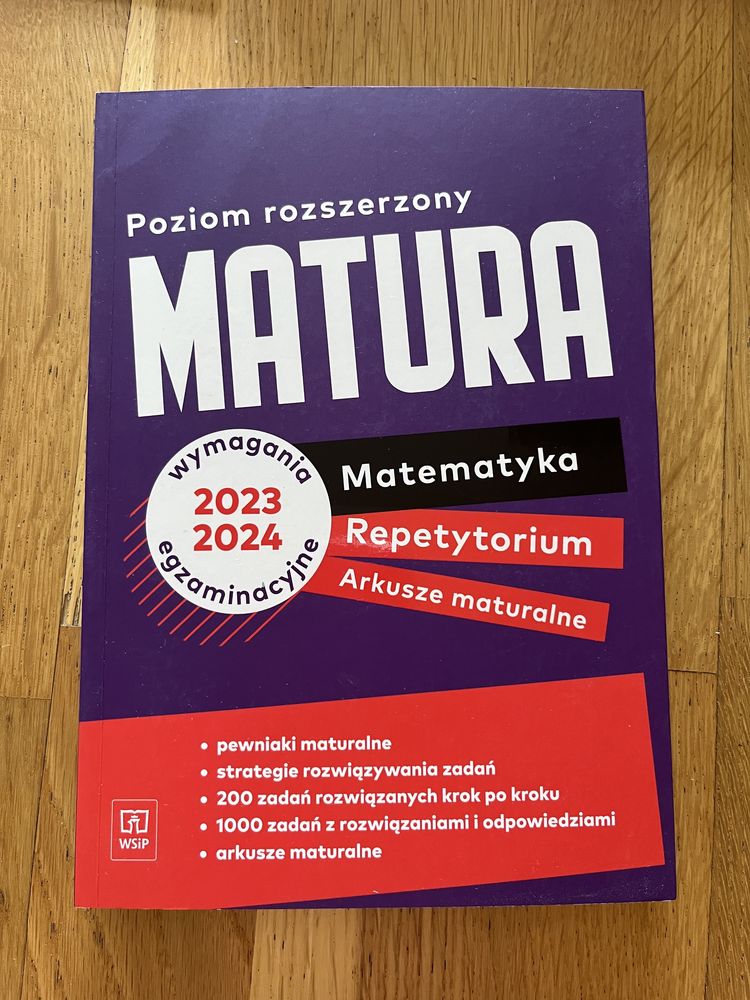 Poziom rozszerzony
MATURA
wymagania
2023
2024
egzaminacyjne
Matematyka
Repetytorium
Arkusze maturalne
• pewniaki maturalne
• strategie rozwiązywania zadań
• 200 zadań rozwiązanych krok po kroku
• 1000 zadań z rozwiązaniami i odpowiedziami
• arkusze maturalne
WSiP